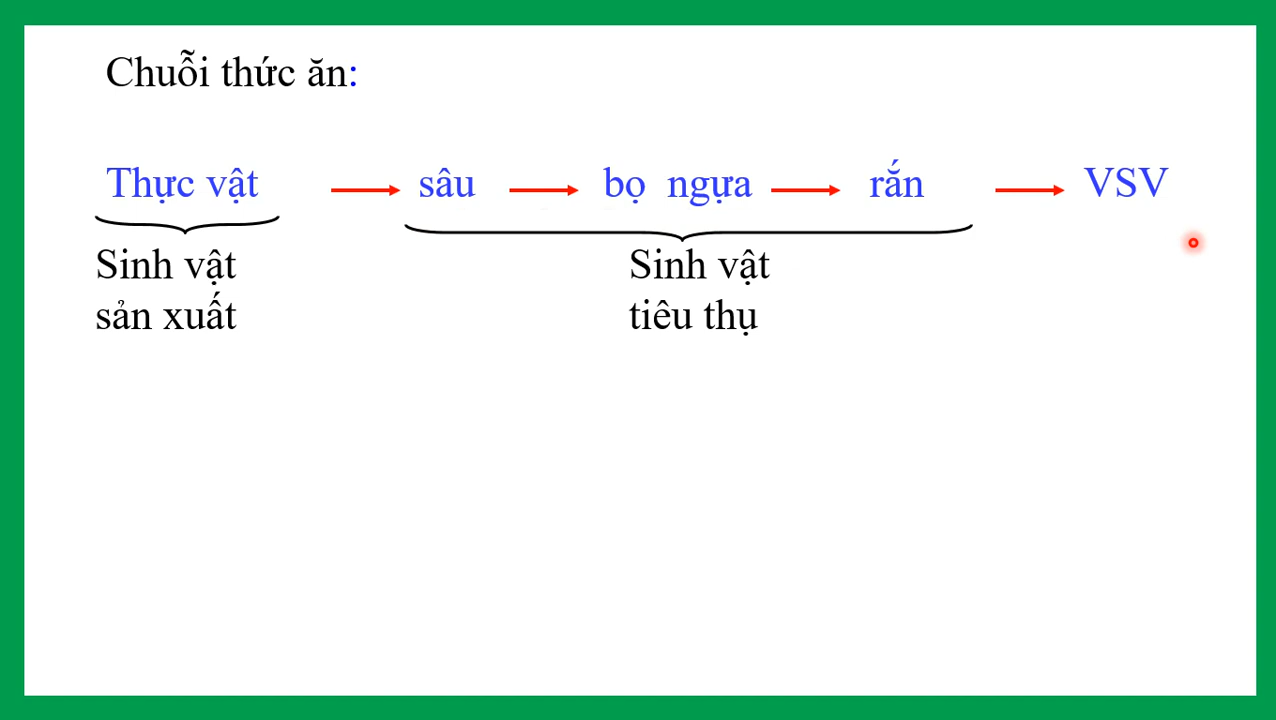 Chuỗi thức ăn:
Thực vật → sâu → bọ ngựa → rắn → VSV
Sinh vật sản xuất
Sinh vật tiêu thụ